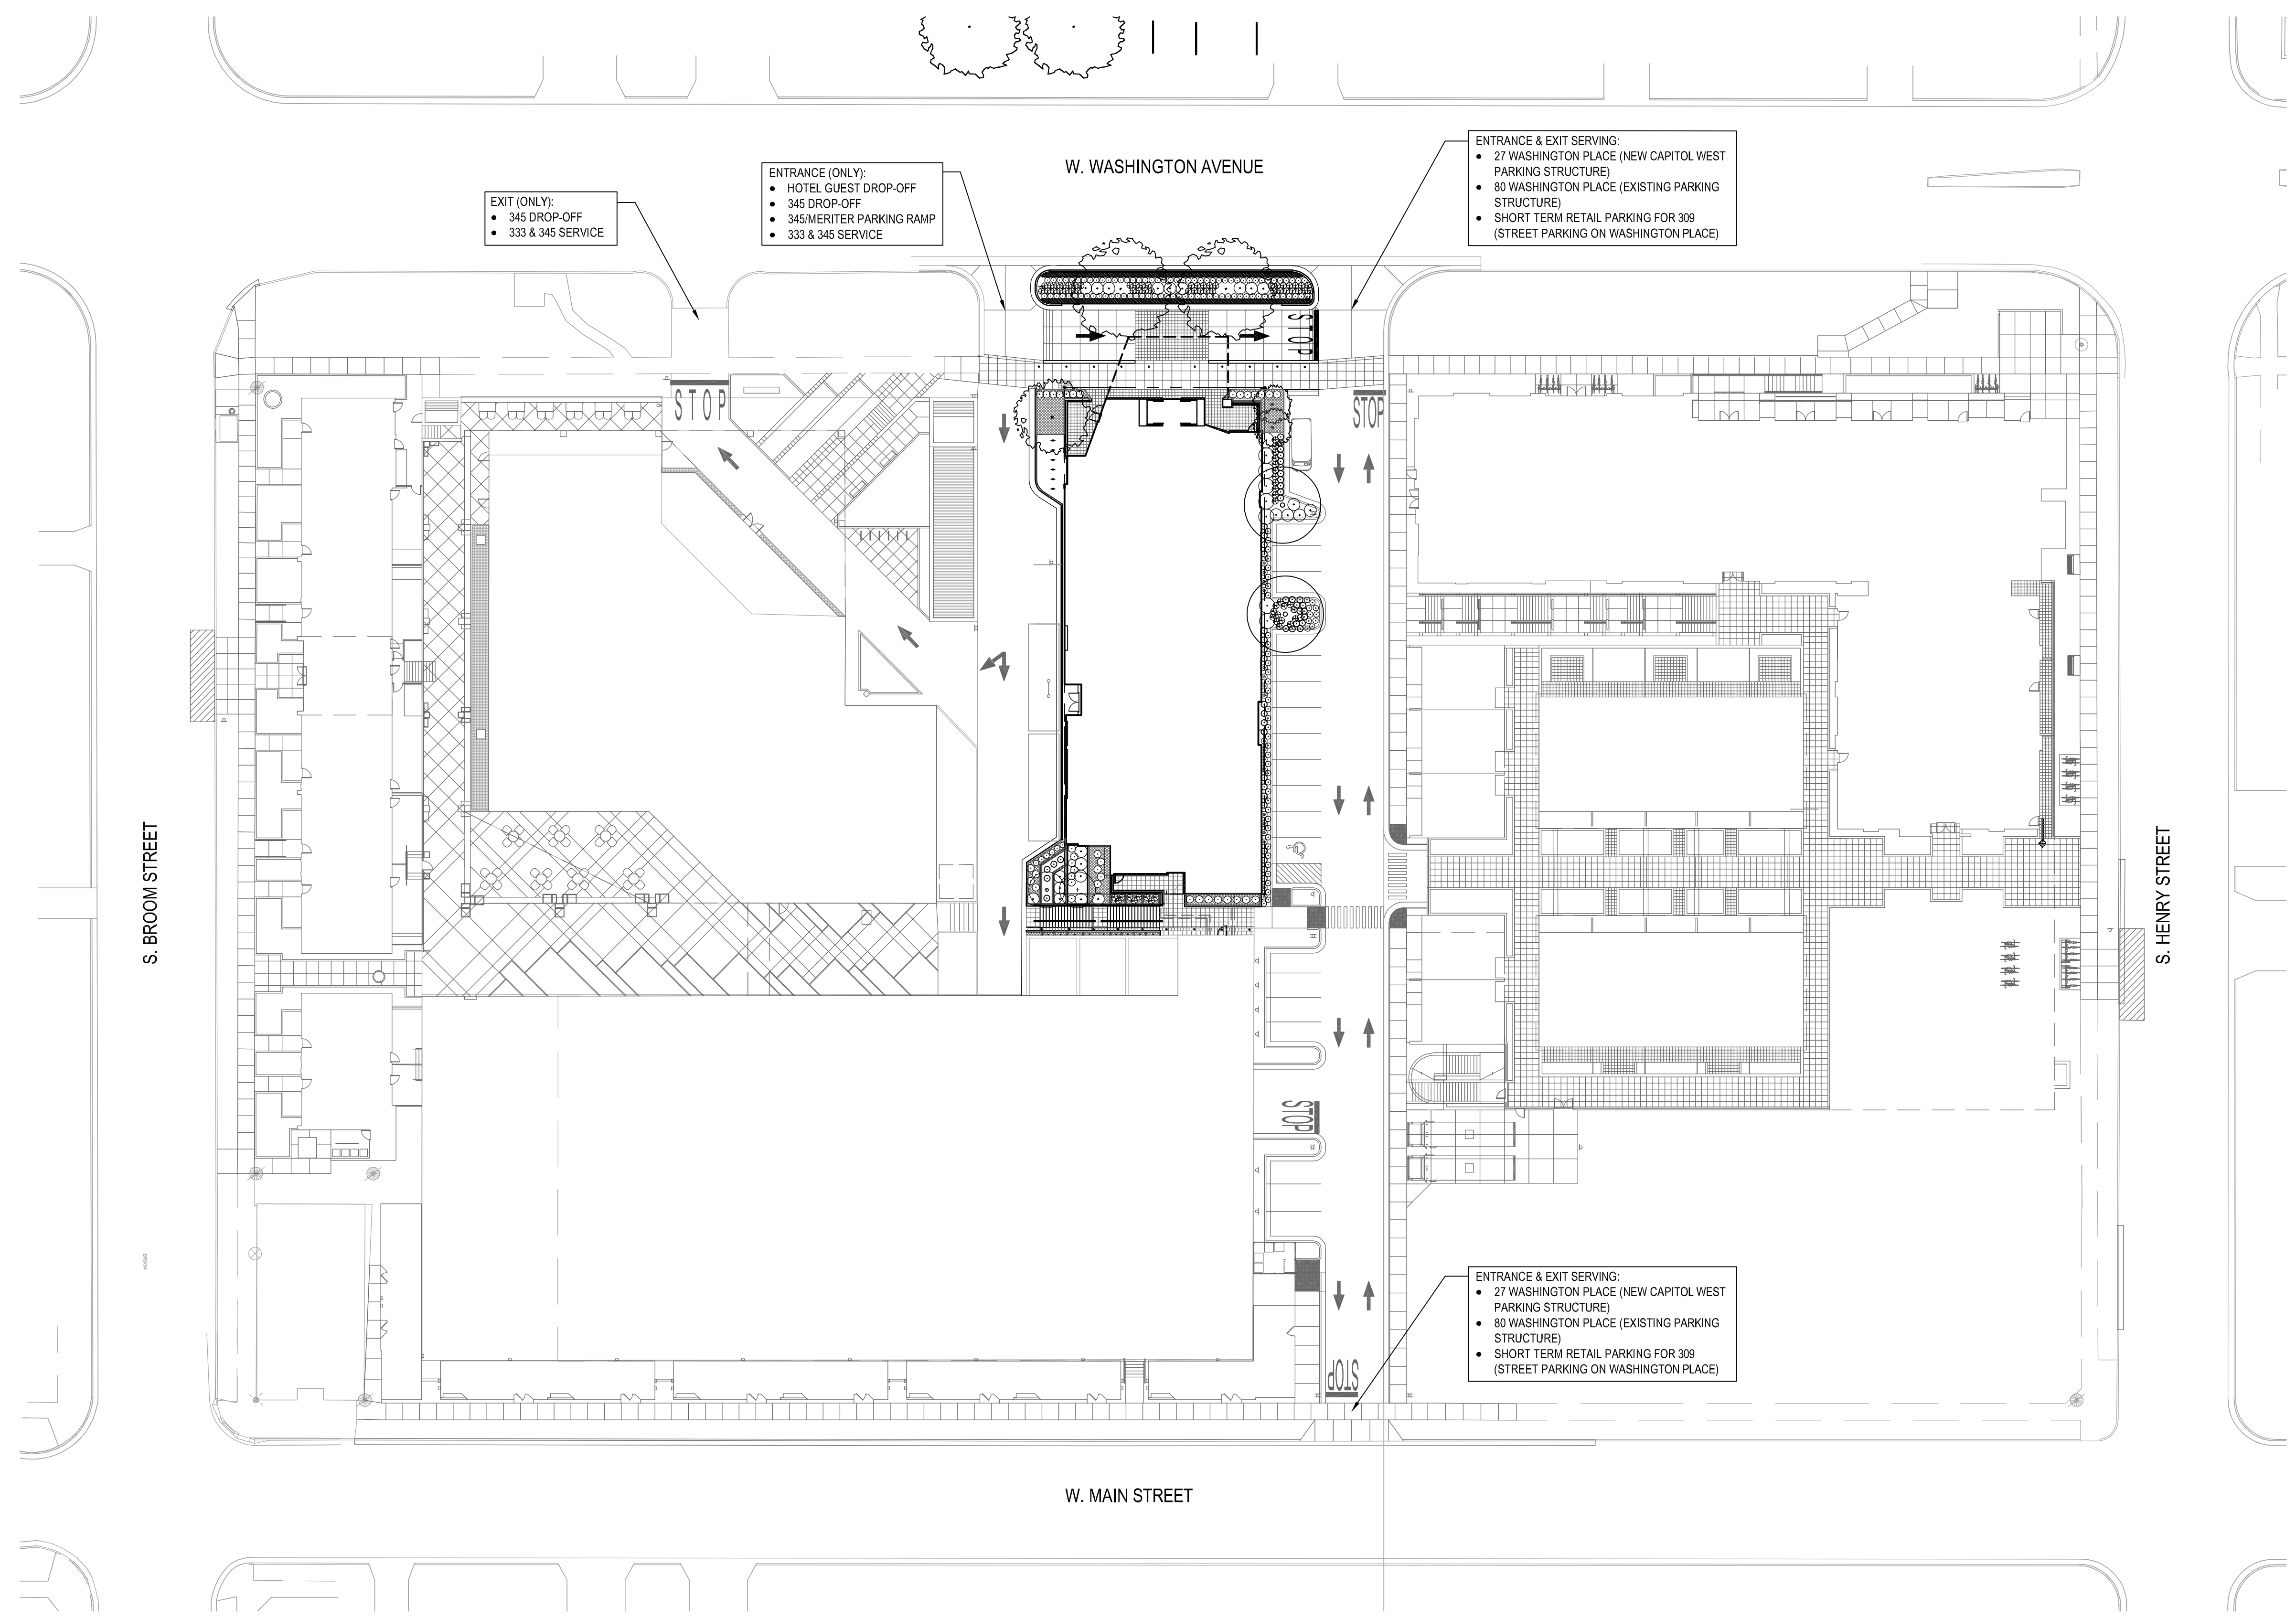 W. WASHINGTON AVENUE
EXIT (ONLY):
● 345 DROP-OFF
● 333 & 345 SERVICE
ENTRANCE (ONLY):
● HOTEL GUEST DROP-OFF
● 345 DROP-OFF
● 345/MERITER PARKING RAMP
● 333 & 345 SERVICE
ENTRANCE & EXIT SERVING:
● 27 WASHINGTON PLACE (NEW CAPITOL WEST
PARKING STRUCTURE)
● 80 WASHINGTON PLACE (EXISTING PARKING
STRUCTURE)
● SHORT TERM RETAIL PARKING FOR 309
(STREET PARKING ON WASHINGTON PLACE)
STOP
STOP
STOP
S. BROOM STREET
S. HENRY STREET
STOP
BROOM
ENTRANCE & EXIT SERVING:
● 27 WASHINGTON PLACE (NEW CAPITOL WEST
PARKING STRUCTURE)
● 80 WASHINGTON PLACE (EXISTING PARKING
STRUCTURE)
● SHORT TERM RETAIL PARKING FOR 309
(STREET PARKING ON WASHINGTON PLACE)
STOP
W. MAIN STREET